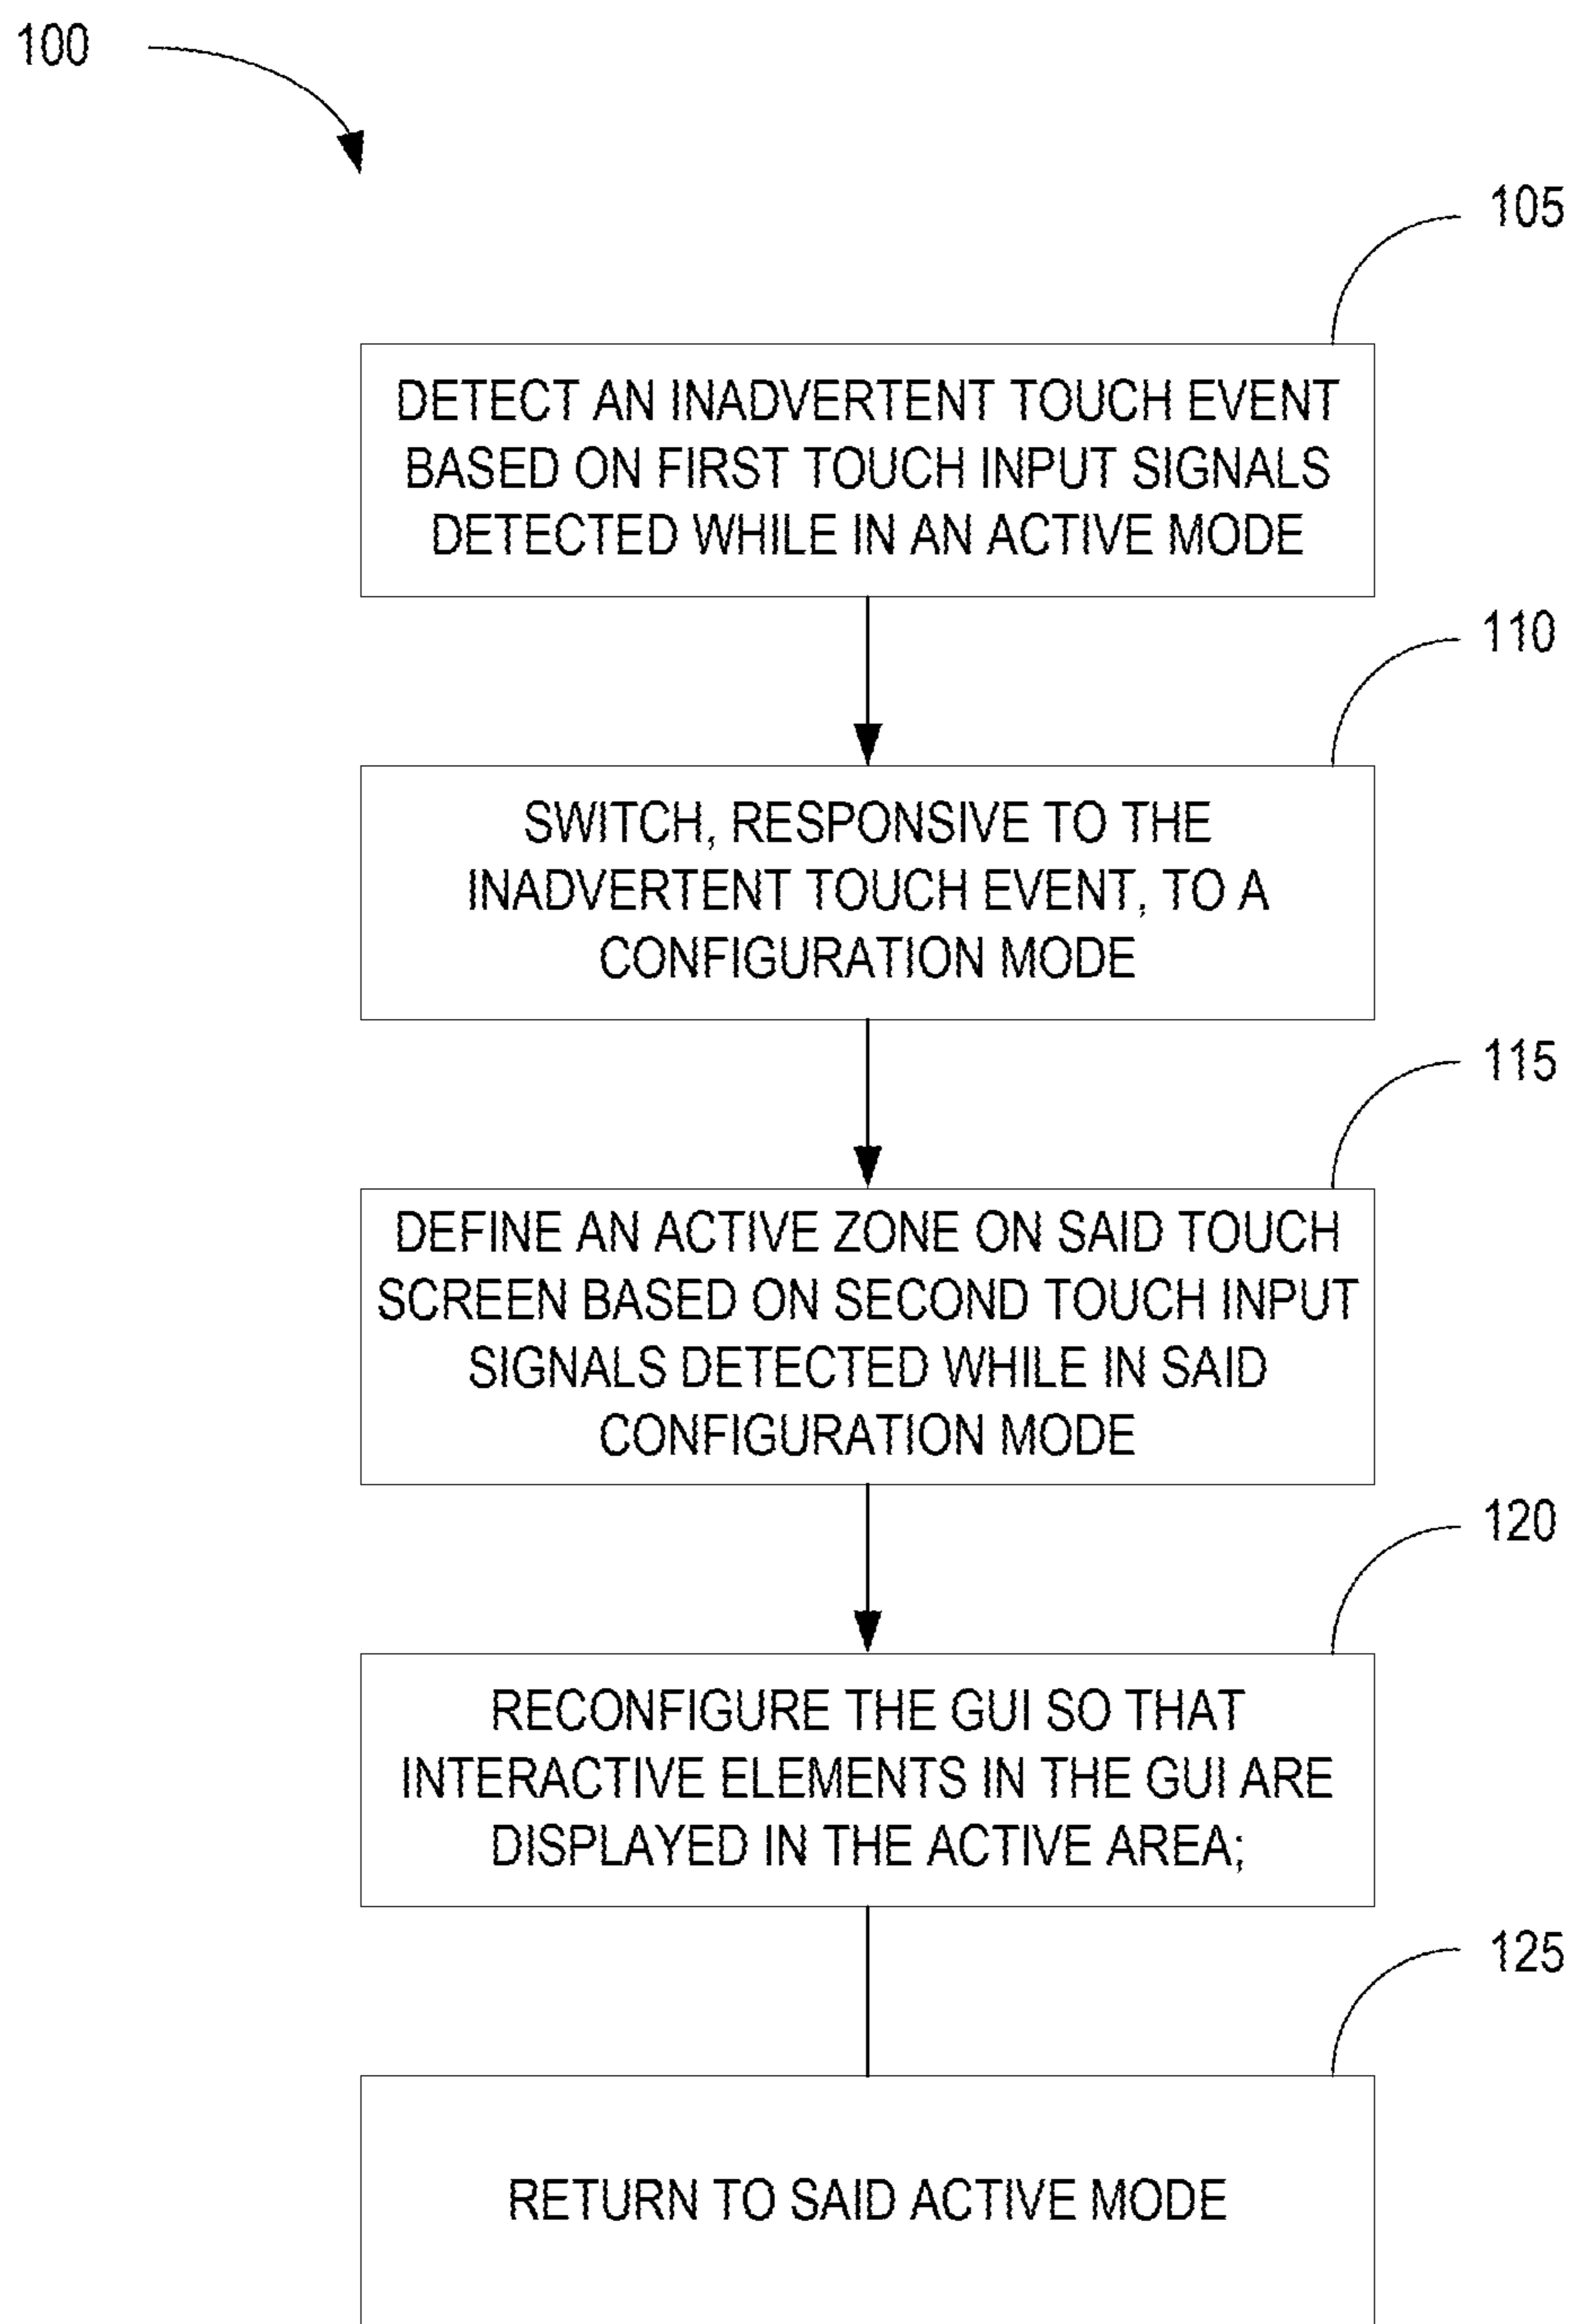 100
105
DETECT AN INADVERTENT TOUCH EVENT
BASED ON FIRST TOUCH INPUT SIGNALS
DETECTED WHILE IN AN ACTIVE MODE
110
SWITCH, RESPONSIVE TO THE
INADVERTENT TOUCH EVENT, TO A
CONFIGURATION MODE
115
DEFINE AN ACTIVE ZONE ON SAID TOUCH
SCREEN BASED ON SECOND TOUCH INPUT
SIGNALS DETECTED WHILE IN SAID
CONFIGURATION MODE
120
RECONFIGURE THE GUI SO THAT
INTERACTIVE ELEMENTS IN THE GUI ARE
DISPLAYED IN THE ACTIVE AREA;
125
RETURN TO SAID ACTIVE MODE